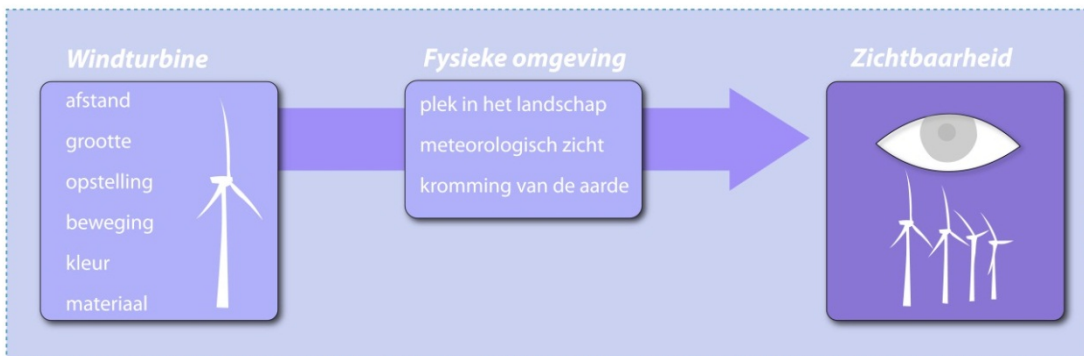 Windturbine
afstand
grootte
opstelling
beweging
kleur
materiaal
Fysieke omgeving
plek in het landschap
meteorologisch zicht
kromming van de aarde
Zichtbaarheid